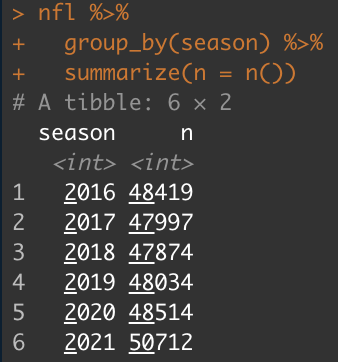 > nfl %>%
+   group_by(season) %>%
+   summarize(n = n())
# A tibble: 6 × 2
  season     n
   <int> <int>
1   2016 48419
2   2017 47997
3   2018 47874
4   2019 48034
5   2020 48514
6   2021 50712